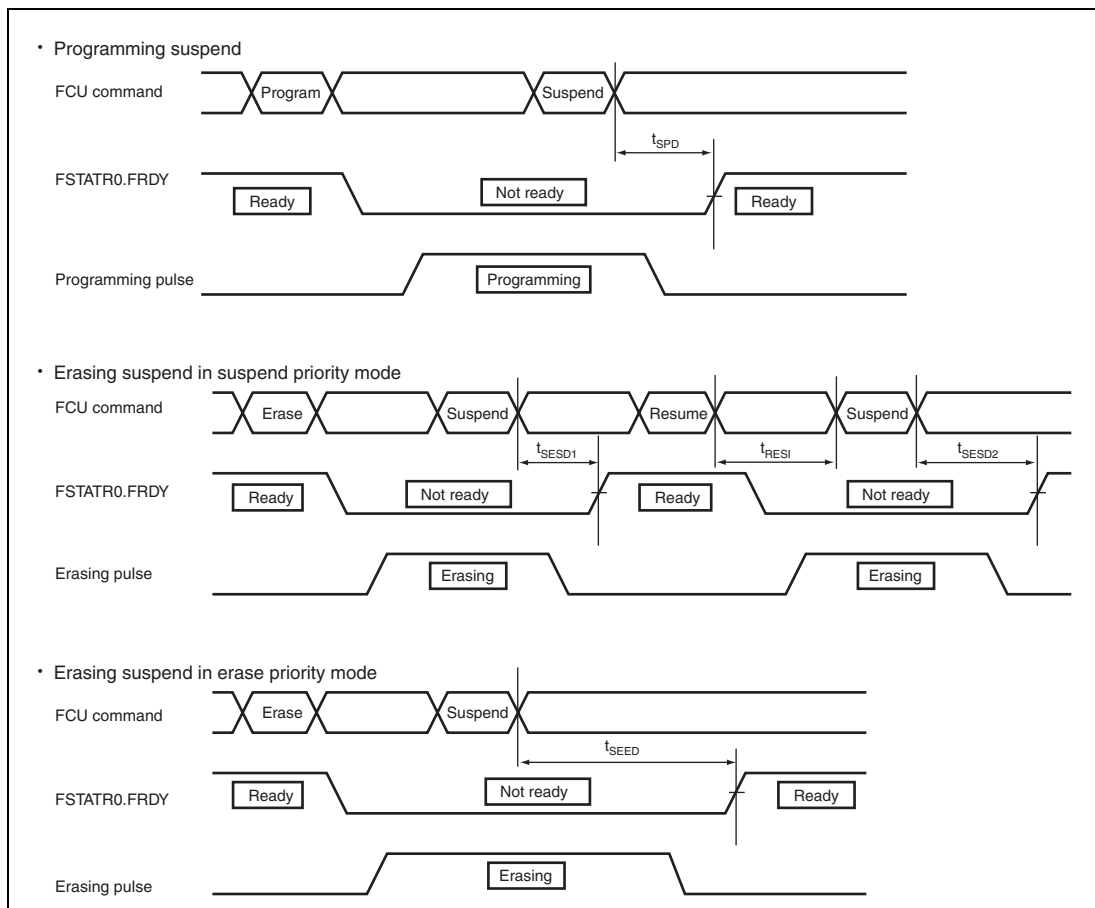 ・ Programming suspend
FCU command
Program
Suspend
tSPD
FSTATR0.FRDY
Ready
Not ready
Ready
Programming pulse
Programming
・ Erasing suspend in suspend priority mode
FCU command
Erase
Suspend
Resume
Suspend
tSESD1
tRESI
tSESD2
FSTATR0.FRDY
Ready
Not ready
Ready
Not ready
Erasing pulse
Erasing
Erasing
・ Erasing suspend in erase priority mode
FCU command
Erase
Suspend
tSEED
FSTATR0.FRDY
Ready
Not ready
Ready
Erasing pulse
Erasing